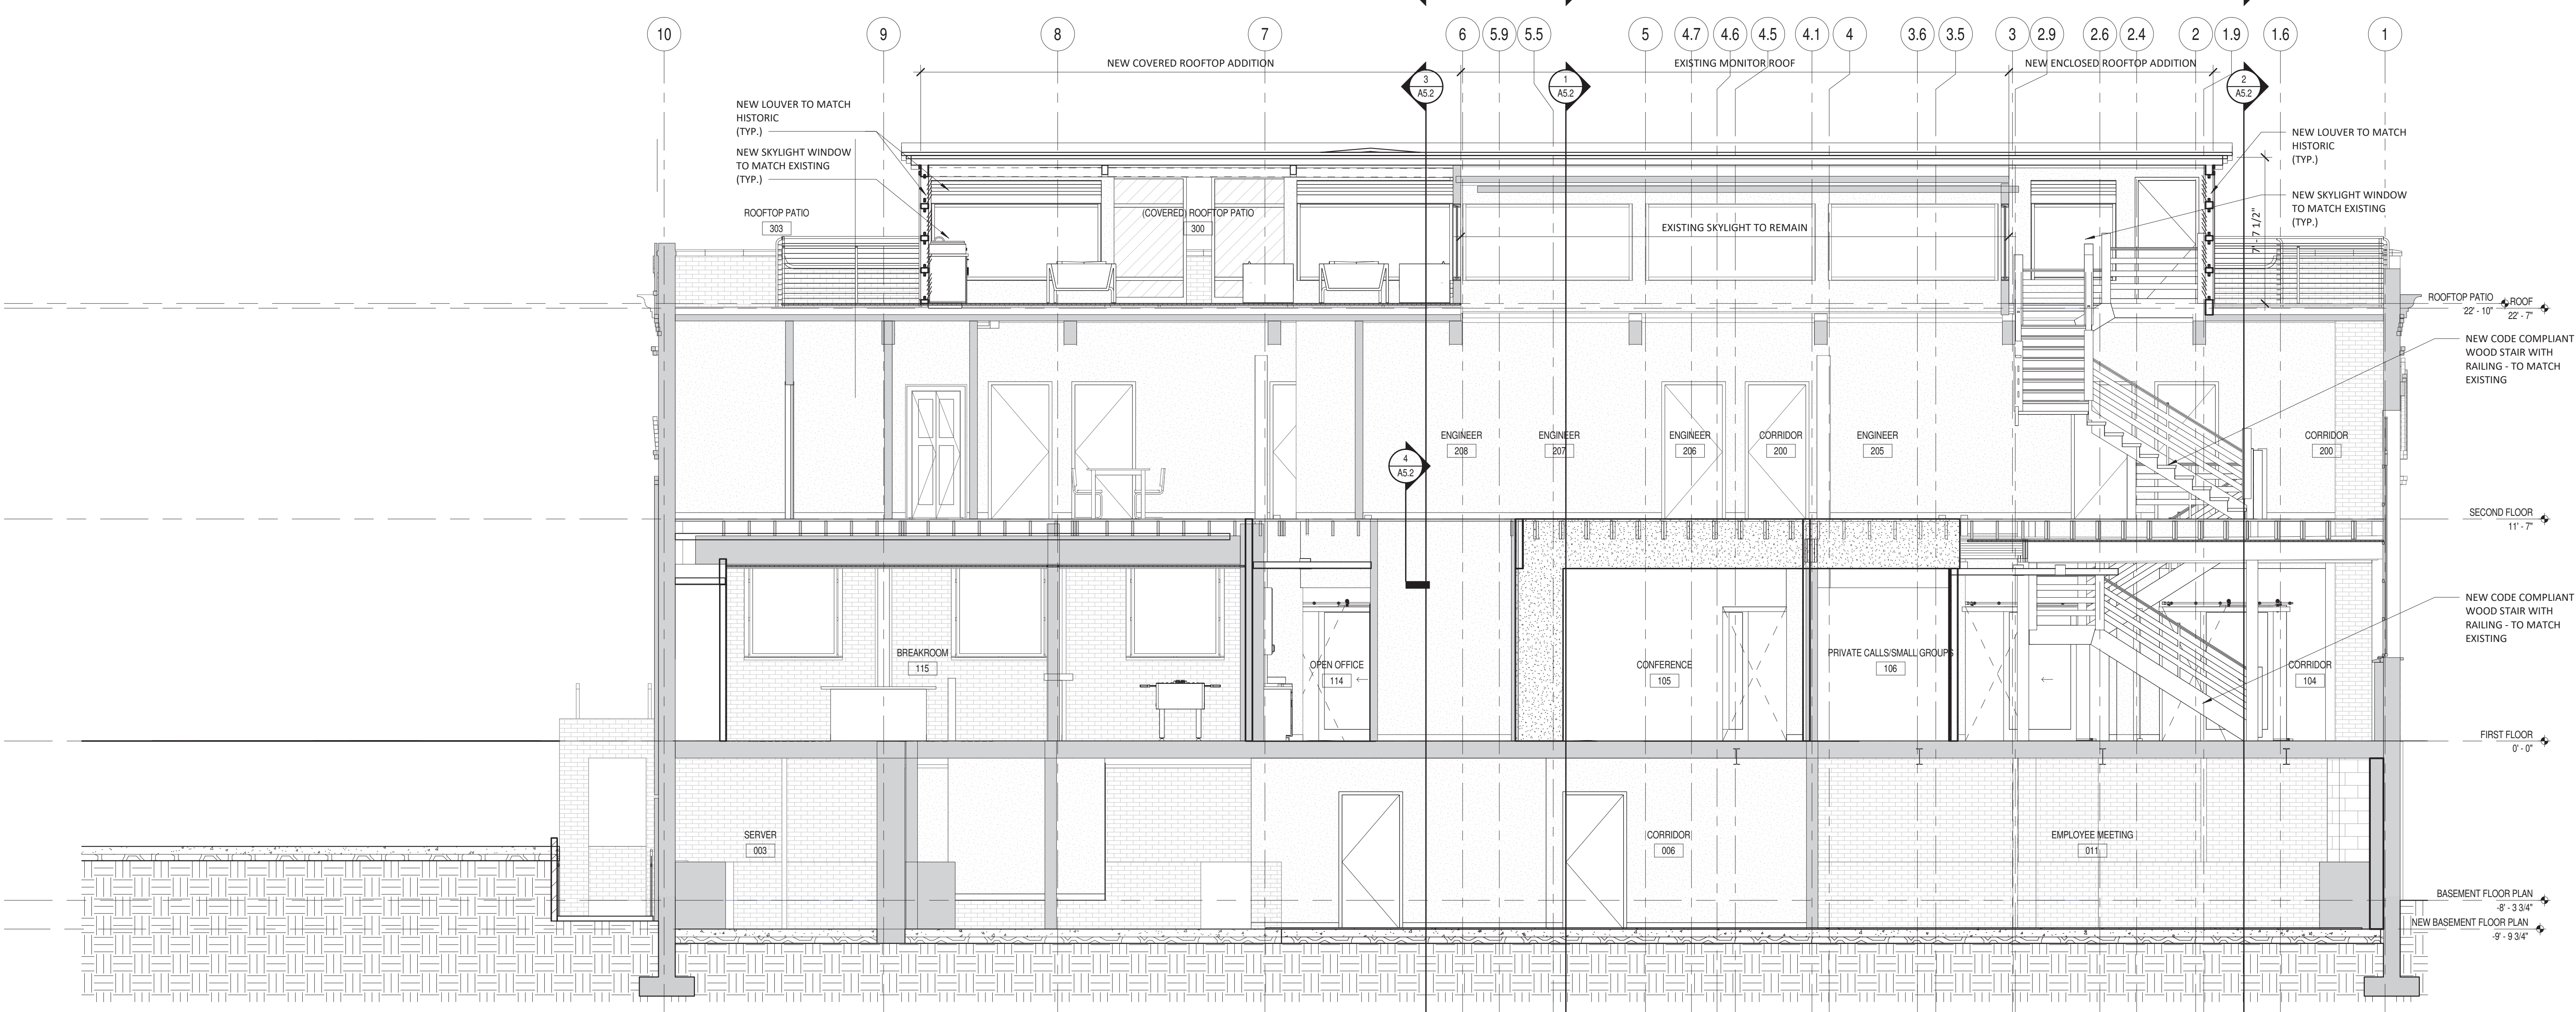 10
9
8
7
6
5.9
5.5
5
4.7
4.6
4.5
4.1
4
3.6
3.5
3
2.9
2.6
2.4
2
1.9
1.6
1
NEW COVERED ROOFTOP ADDITION
EXISTING MONITOR ROOF
NEW ENCLOSED ROOFTOP ADDITION
3
A5.2
1
A5.2
2
A5.2
NEW LOUVER TO MATCH
HISTORIC
(TYP.)
NEW SKYLIGHT WINDOW
TO MATCH EXISTING
(TYP.)
NEW LOUVER TO MATCH
HISTORIC
(TYP.)
NEW SKYLIGHT WINDOW
TO MATCH EXISTING
(TYP.)
7' - 7 1/2"
ROOFTOP PATIO
303
(COVERED) ROOFTOP PATIO
300
EXISTING SKYLIGHT TO REMAIN
ROOFTOP PATIO
22' - 10"
ROOF
22' - 7"
NEW CODE COMPLIANT
WOOD STAIR WITH
RAILING - TO MATCH
EXISTING
ENGINEER
208
ENGINEER
207
ENGINEER
206
CORRIDOR
200
ENGINEER
205
CORRIDOR
200
4
A5.2
SECOND FLOOR
11' - 7"
NEW CODE COMPLIANT
WOOD STAIR WITH
RAILING - TO MATCH
EXISTING
BREAKROOM
115
OPEN OFFICE
114
CONFERENCE
105
PRIVATE CALLS/SMALL GROUPS
106
CORRIDOR
104
FIRST FLOOR
0' - 0"
SERVER
003
CORRIDOR
006
EMPLOYEE MEETING
011
BASEMENT FLOOR PLAN
-8' - 3 3/4"
NEW BASEMENT FLOOR PLAN
-9' - 9 3/4"